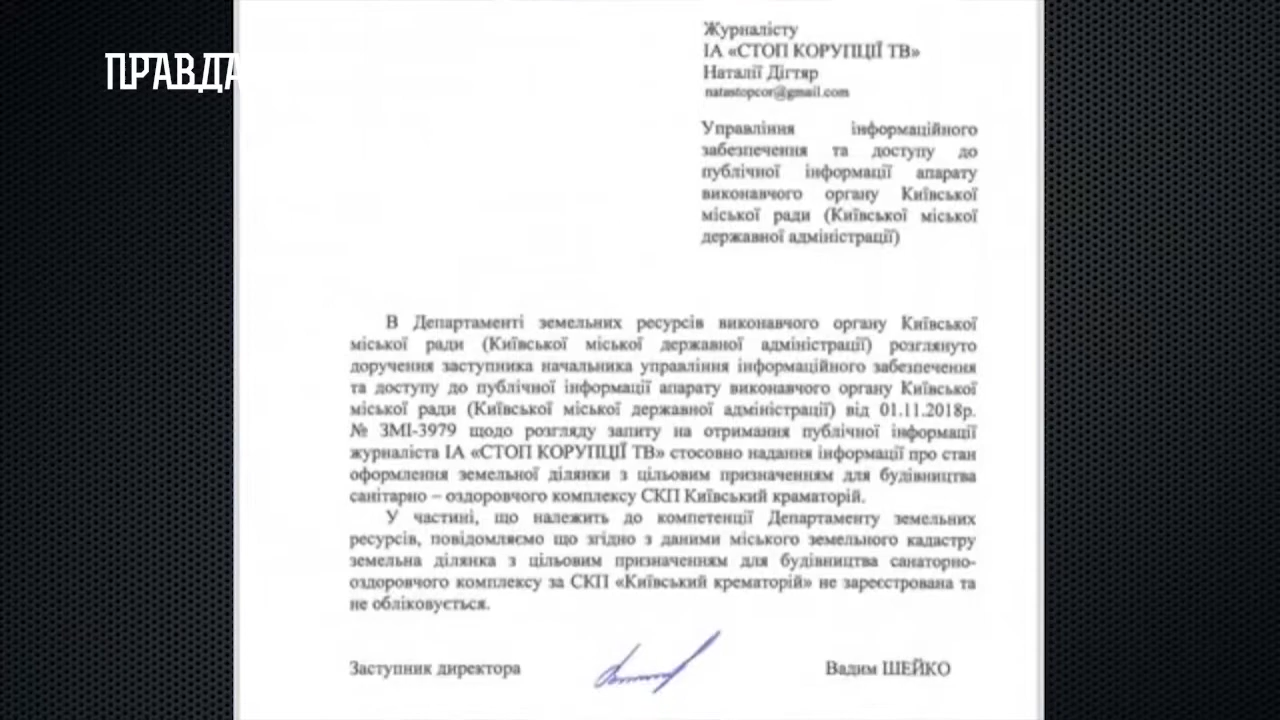 ПРАВДА
Журналісту
ІА «СТОП КОРУПЦІЇ ТВ»
Наталії Дігтяр
natastopcor@gmail.com
Управління інформаційного
забезпечення та доступу до
публічної інформації апарату
виконавчого органу Київської
міської ради (Київської міської
державної адміністрації)
В Департаменті земельних ресурсів виконавчого органу Київської
міської ради (Київської міської державної адміністрації) розглянуто
доручення заступника начальника управління інформаційного забезпечення
та доступу до публічної інформації апарату виконавчого органу Київської
міської ради (Київської міської державної адміністрації) від 01.11.2018р.
№ ЗМІ-3979 щодо розгляду запиту на отримання публічної інформації
журналіста ІА «СТОП КОРУПЦІЇ ТВ» стосовно надання інформації про стан
оформлення земельної ділянки з цільовим призначенням для будівництва
санітарно – оздоровчого комплексу СКП Київський краматорій.
У частині, що належить до компетенції Департаменту земельних
ресурсів, повідомляємо що згідно з даними міського земельного кадастру
земельна ділянка з цільовим призначенням для будівництва санаторно-
оздоровчого комплексу за СКП «Київський крематорій» не зареєстрована та
не обліковується.
Заступник директора Вадим ШЕЙКО